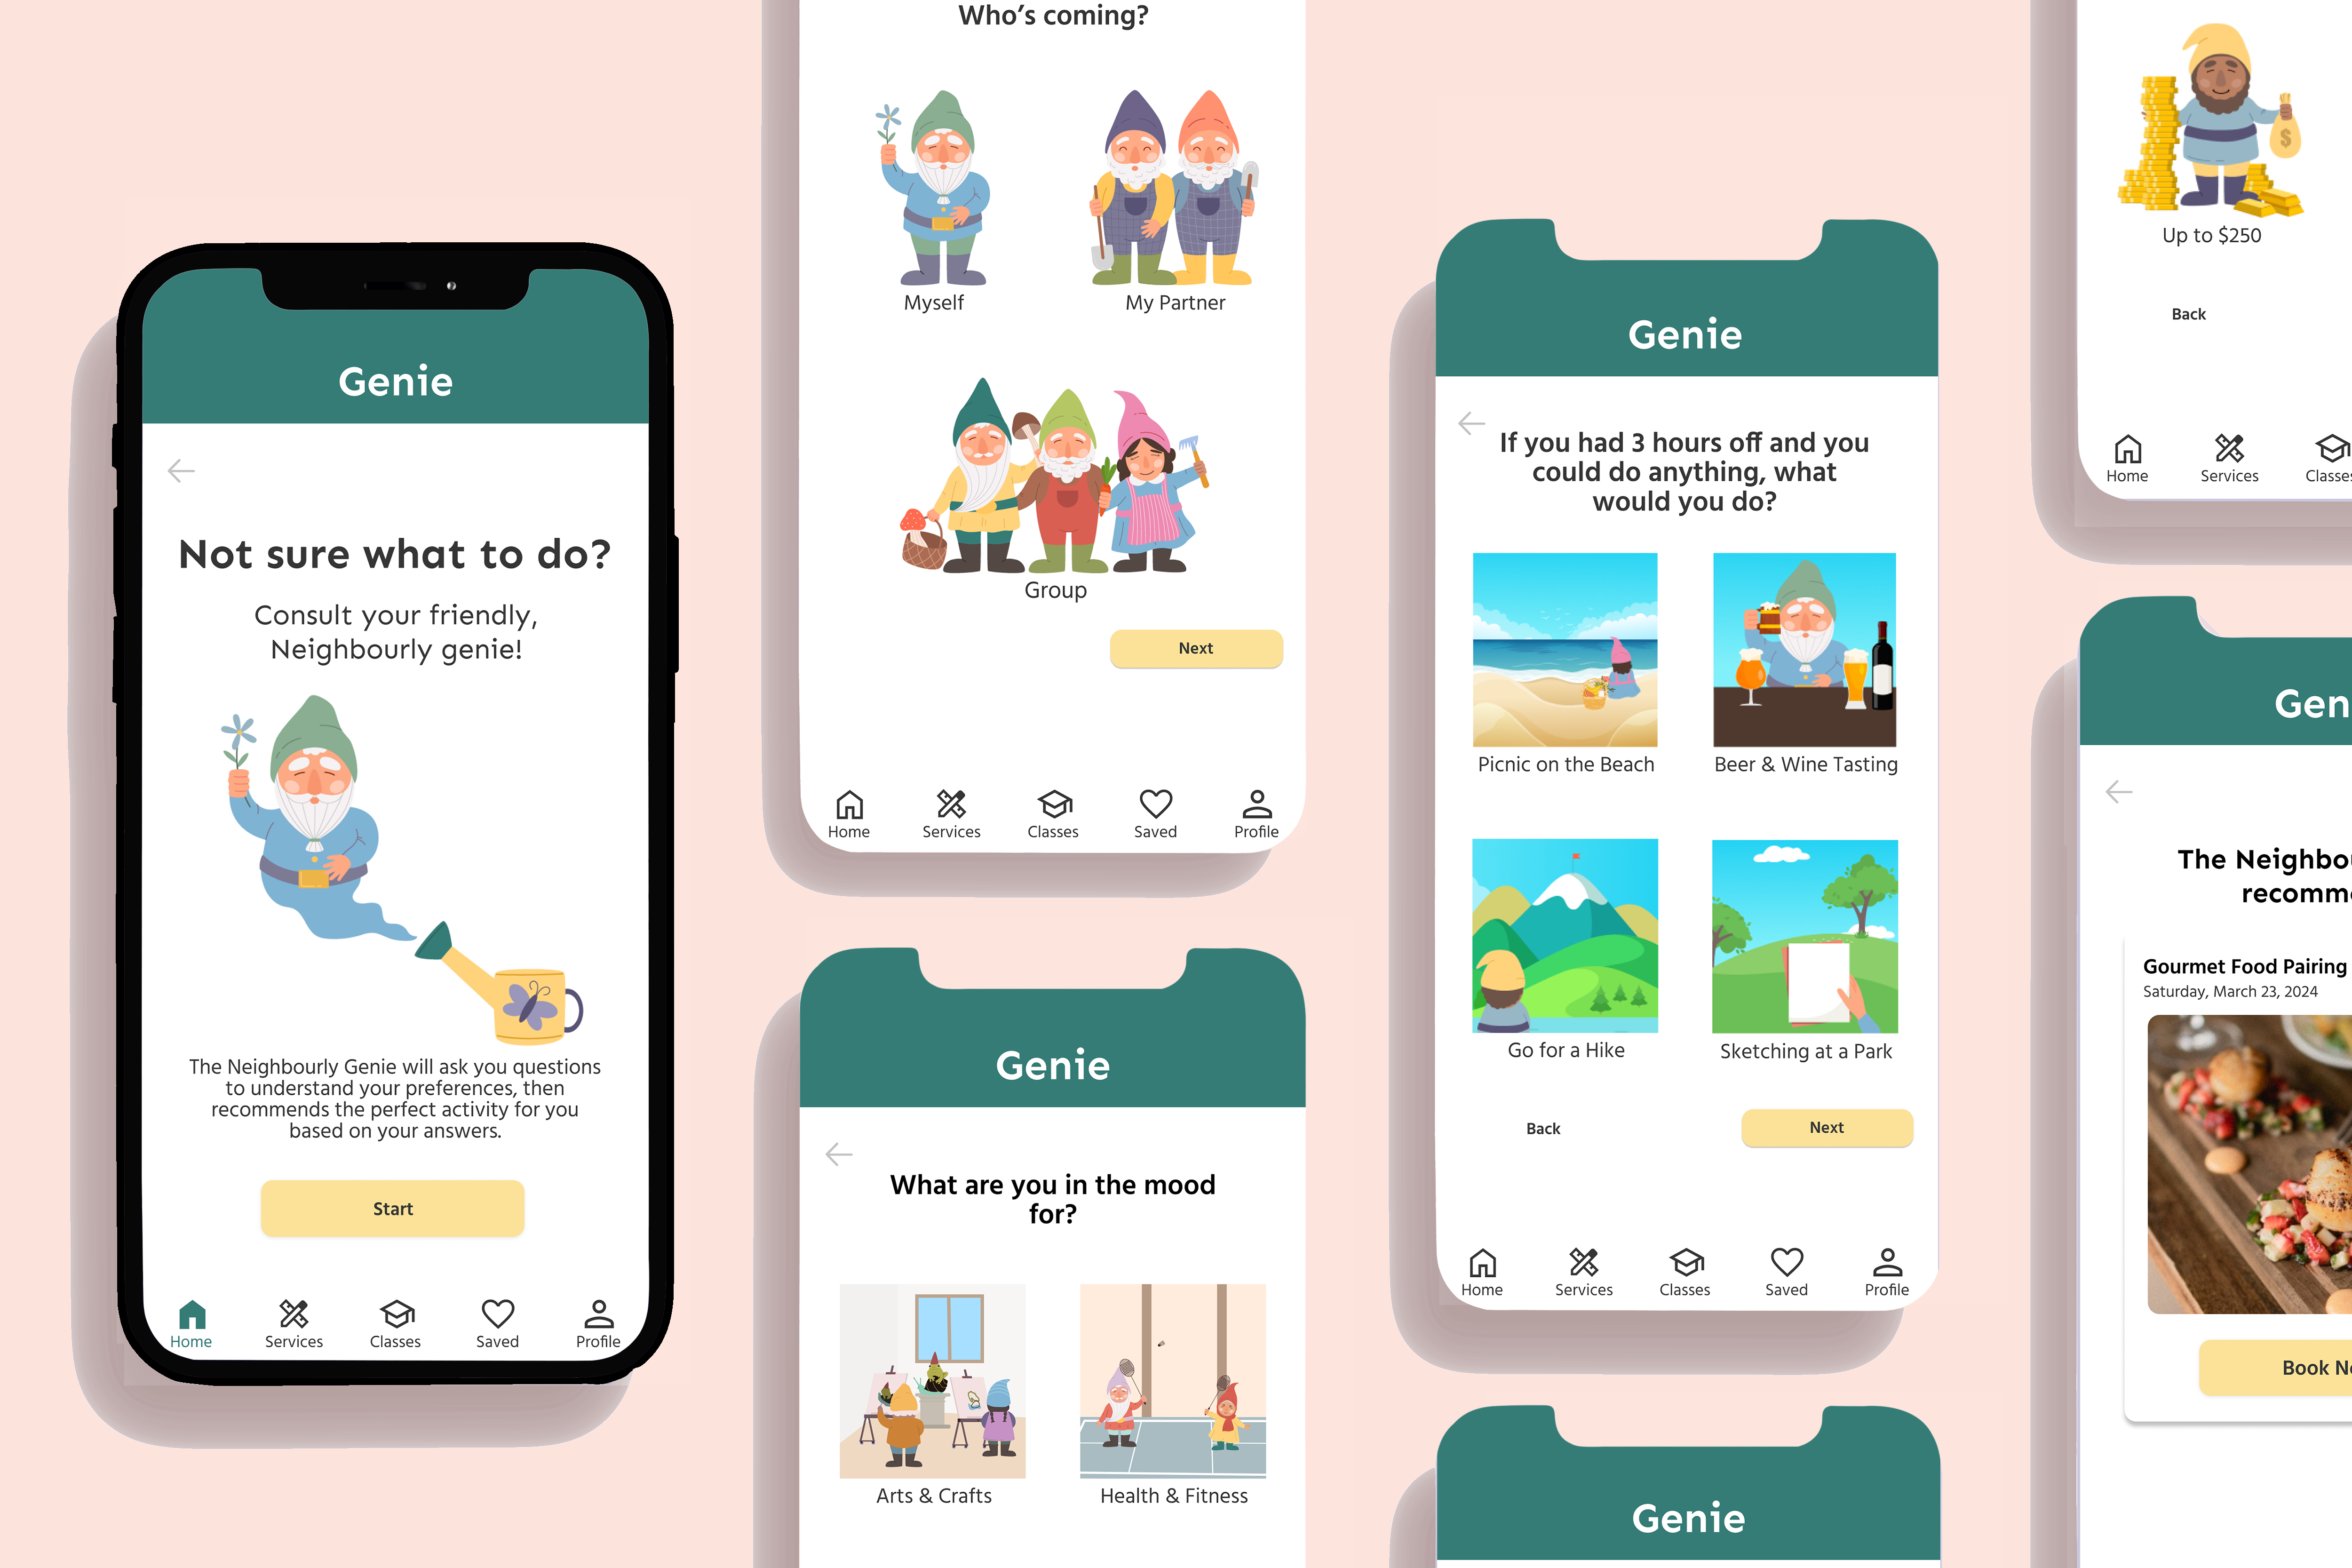 Genie
Not sure what to do?
Consult your friendly,
Neighbourly genie!
The Neighbourly Genie will ask you questions
to understand your preferences, then
recommends the perfect activity for you
based on your answers.
Start
Home
Services
Classes
Saved
Profile
Who's coming?
Myself
My Partner
Group
Next
Home
Services
Classes
Saved
Profile
Genie
What are you in the mood
for?
Arts & Crafts
Health & Fitness
Genie
If you had 3 hours off and you
could do anything, what
would you do?
Picnic on the Beach
Beer & Wine Tasting
Go for a Hike
Sketching at a Park
Back
Next
Home
Services
Classes
Saved
Profile
Genie
$
Up to $250
Back
Home
Services
Classes
Gen
The Neighbou
recomm
Gourmet Food Pairing
Saturday, March 23, 2024
Book N